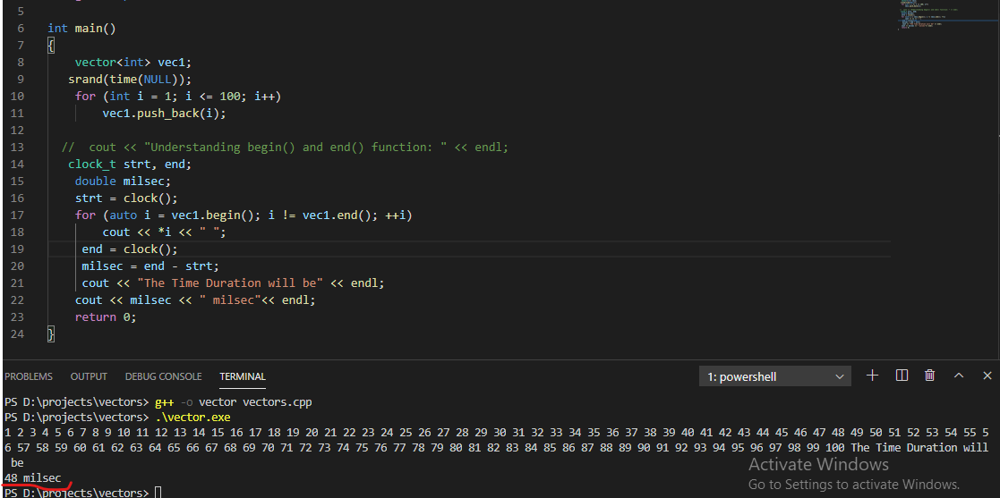 5
6 int main()
7 {
8 vector<int> vec1;
9 srand(time(NULL));
10 for (int i = 1; i <= 100; i++)
11 vec1.push_back(i);
12
13 // cout << "Understanding begin() and end() function: " << endl;
14 clock_t strt, end;
15 double milsec;
16 strt = clock();
17 for (auto i = vec1.begin(); i != vec1.end(); ++i)
18 cout << *i << " ";
19 end = clock();
20 milsec = end - strt;
21 cout << "The Time Duration will be" << endl;
22 cout << milsec << " milsec"<< endl;
23 return 0;
24 }
PROBLEMS OUTPUT DEBUG CONSOLE TERMINAL 1: powershell
PS D:\projects\vectors> g++ -o vector vectors.cpp
PS D:\projects\vectors> .\vector.exe
1 2 3 4 5 6 7 8 9 10 11 12 13 14 15 16 17 18 19 20 21 22 23 24 25 26 27 28 29 30 31 32 33 34 35 36 37 38 39 40 41 42 43 44 45 46 47 48 49 50 51 52 53 54 55 5
6 57 58 59 60 61 62 63 64 65 66 67 68 69 70 71 72 73 74 75 76 77 78 79 80 81 82 83 84 85 86 87 88 89 90 91 92 93 94 95 96 97 98 99 100 The Time Duration will
be
48 milsec
PS D:\projects\vectors>
Activate Windows
Go to Settings to activate Windows.